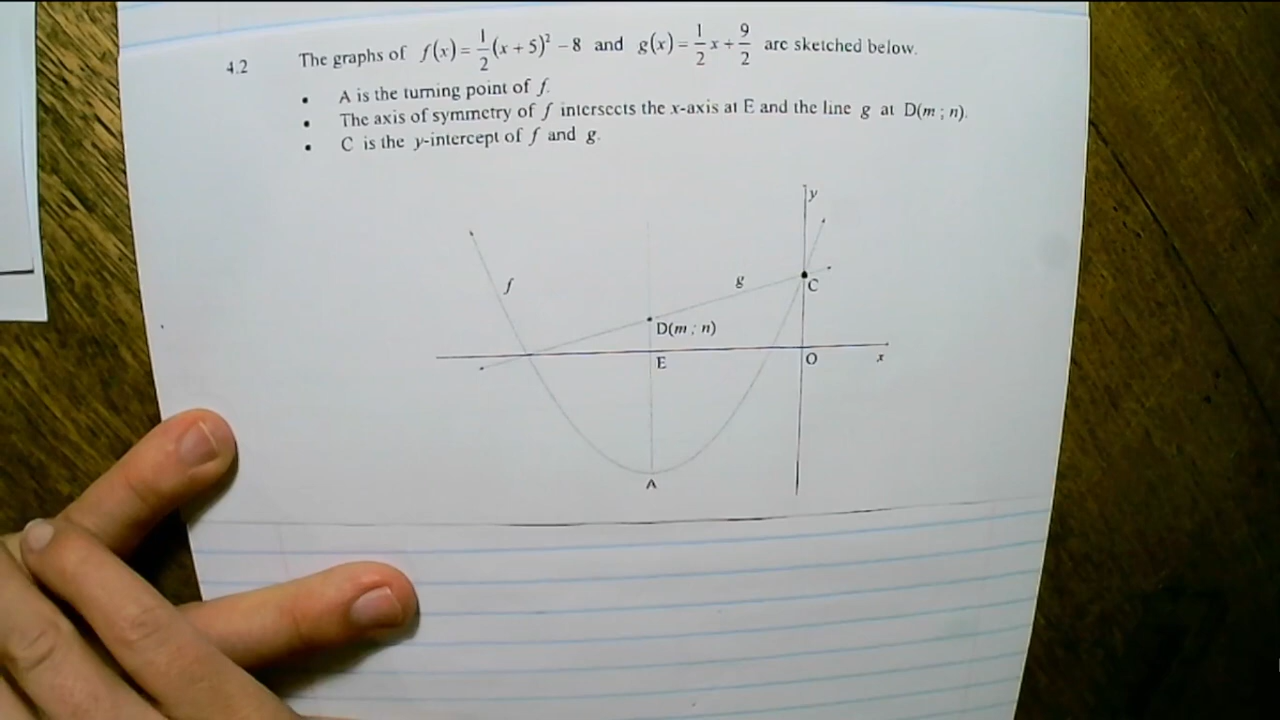 4.2 The graphs of f(x) = 1/2 (x + 5)² − 8 and g(x) = 1/2 x + 9/2 are sketched below.
• A is the turning point of f.
• The axis of symmetry of f intersects the x-axis at E and the line g at D(m ; n).
• C is the y-intercept of f and g.
y
f
g
C
D(m ; n)
E
O
x
A